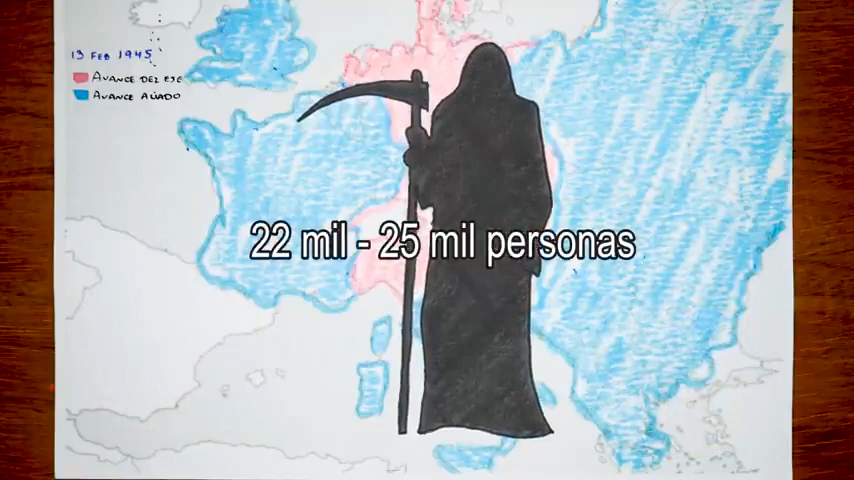 13 FEB 1945
AVANCE DEL EJE
AVANCE ALIADO
22 mil - 25 mil personas